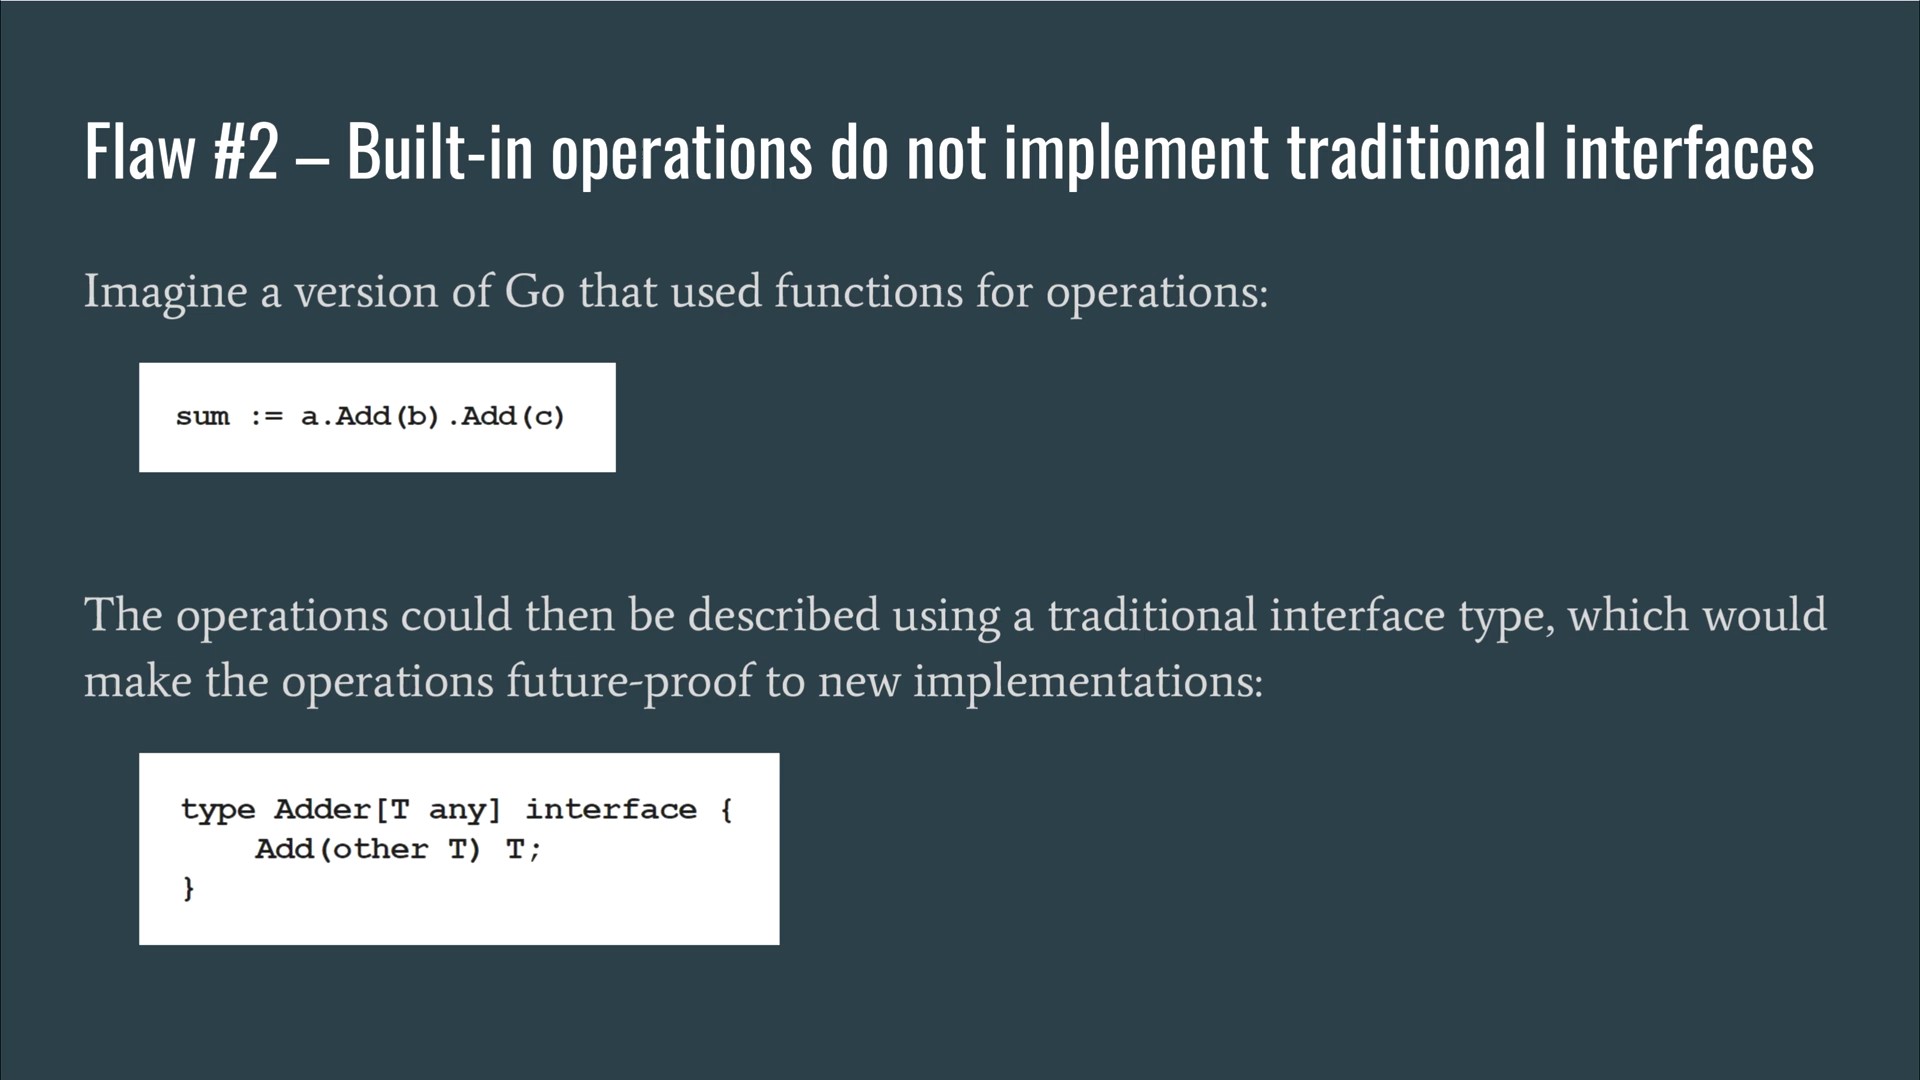 Flaw #2 – Built-in operations do not implement traditional interfaces
Imagine a version of Go that used functions for operations:
sum := a.Add(b).Add(c)
The operations could then be described using a traditional interface type, which would
make the operations future-proof to new implementations:
type Adder[T any] interface {
    Add(other T) T;
}